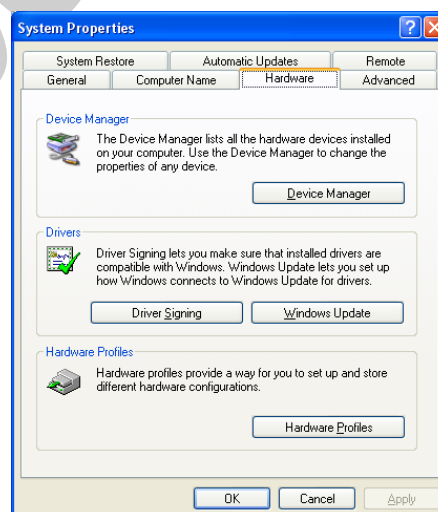 System Properties
System Restore Automatic Updates Remote
General Computer Name Hardware Advanced
Device Manager
The Device Manager lists all the hardware devices installed
on your computer. Use the Device Manager to change the
properties of any device.
Device Manager
Drivers
Driver Signing lets you make sure that installed drivers are
compatible with Windows. Windows Update lets you set up
how Windows connects to Windows Update for drivers.
Driver Signing Windows Update
Hardware Profiles
Hardware profiles provide a way for you to set up and store
different hardware configurations.
Hardware Profiles
OK Cancel Apply